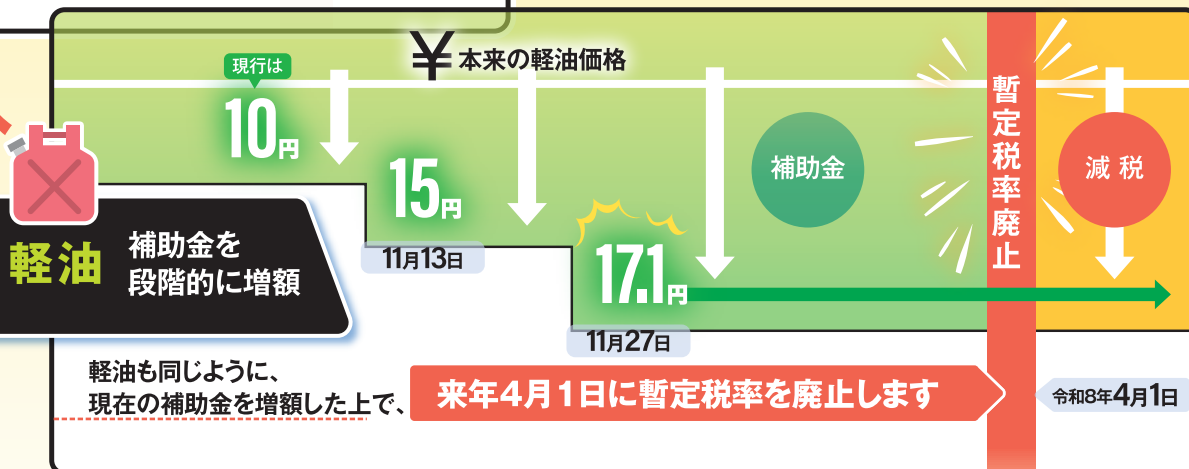 ¥本来の軽油価格
現行は
10円
15円
11月13日
17.1円
11月27日
補助金
暫定税率廃止
減税
軽油
補助金を
段階的に増額
軽油も同じように、
現在の補助金を増額した上で、
来年4月1日に暫定税率を廃止します
令和8年4月1日